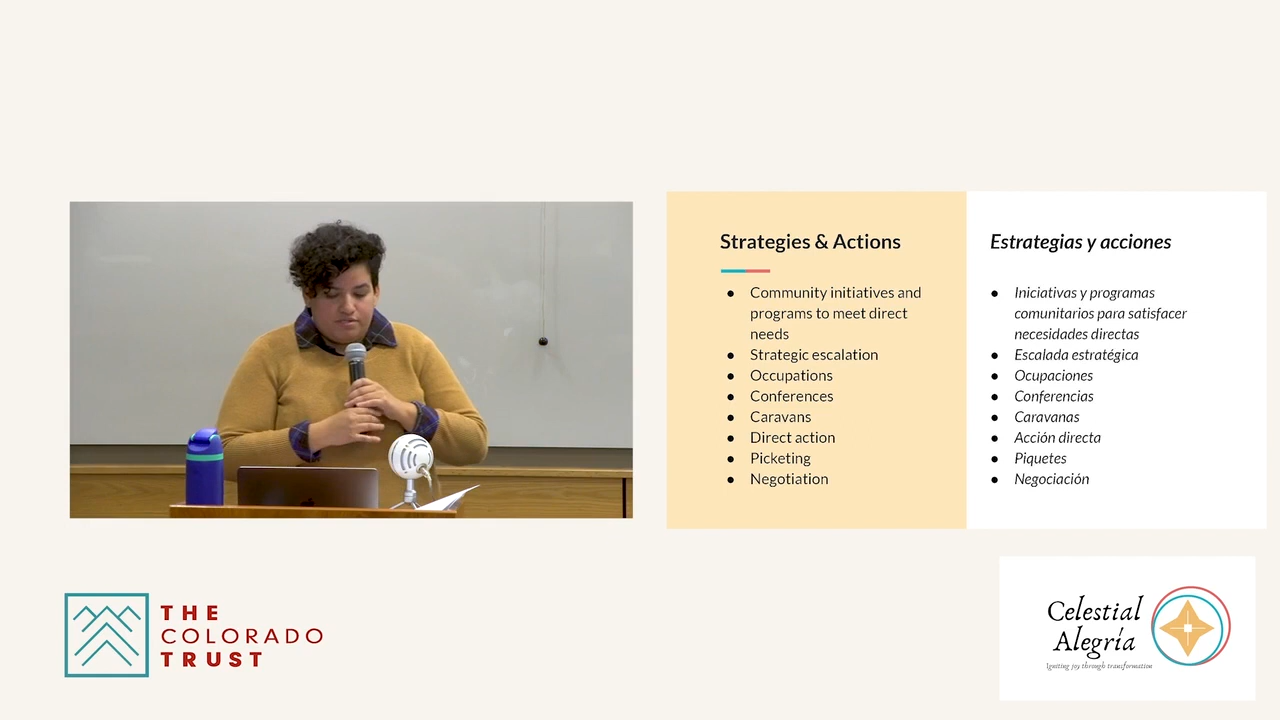 Strategies & Actions
● Community initiatives and
programs to meet direct
needs
● Strategic escalation
● Occupations
● Conferences
● Caravans
● Direct action
● Picketing
● Negotiation
Estrategias y acciones
● Iniciativas y programas
comunitarios para satisfacer
necesidades directas
● Escalada estratégica
● Ocupaciones
● Conferencias
● Caravanas
● Acción directa
● Piquetes
● Negociación
THE
COLORADO
TRUST
Celestial
Alegría
Igniting joy through transformation